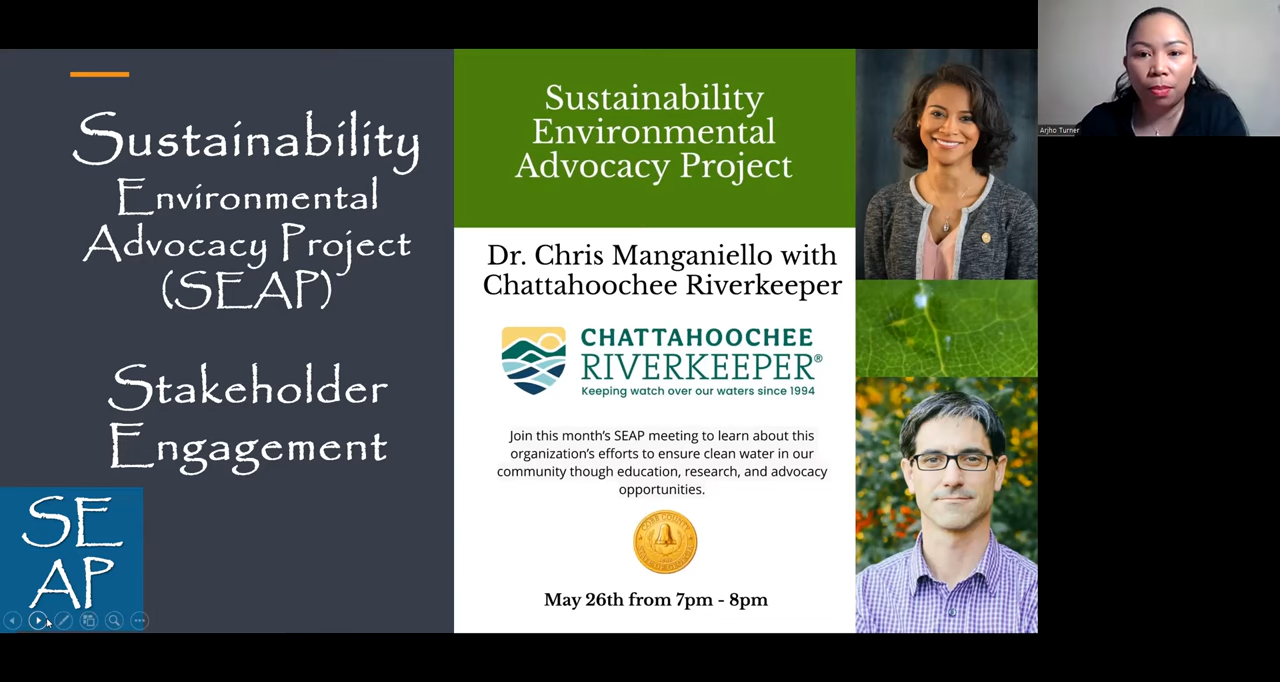 Sustainability
Environmental
Advocacy Project
(SEAP)
Stakeholder
Engagement
SE
AP
Sustainability
Environmental
Advocacy Project
Dr. Chris Manganiello with
Chattahoochee Riverkeeper
CHATTAHOOCHEE
RIVERKEEPER®
Keeping watch over our waters since 1994
Join this month's SEAP meeting to learn about this
organization's efforts to ensure clean water in our
community though education, research, and advocacy
opportunities.
May 26th from 7pm - 8pm
Arjho Turner